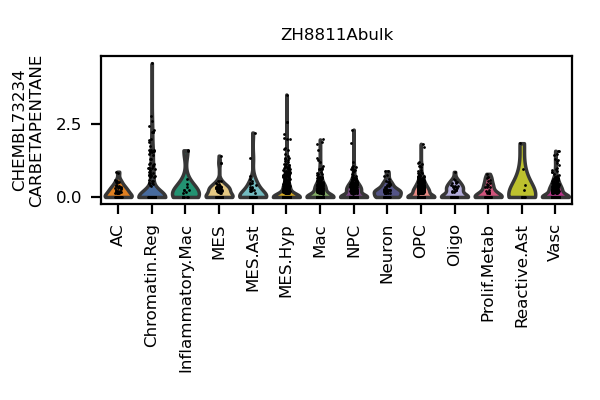 ZH8811Abulk
CHEMBL73234
CARBETAPENTANE
2.5
0.0
AC
Chromatin.Reg
Inflammatory.Mac
MES
MES.Ast
MES.Hyp
Mac
NPC
Neuron
OPC
Oligo
Prolif.Metab
Reactive.Ast
Vasc